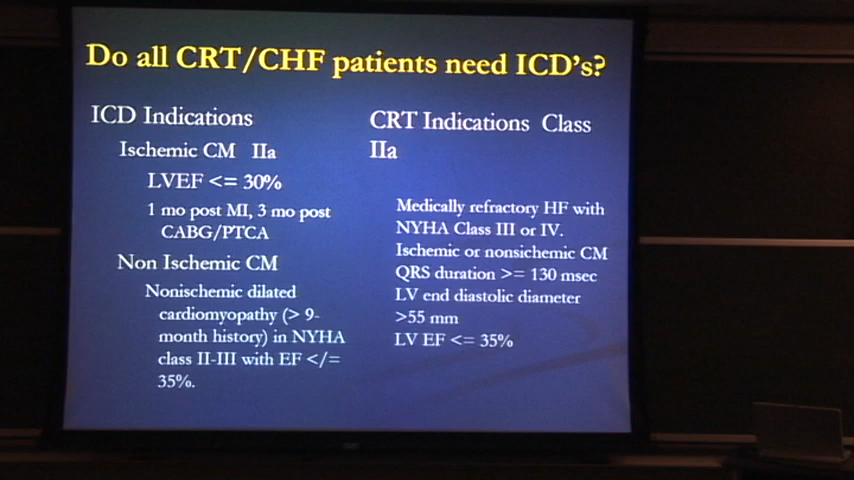 Do all CRT/CHF patients need ICD's?
ICD Indications
Ischemic CM IIa
LVEF <= 30%
1 mo post MI, 3 mo post
CABG/PTCA
Non Ischemic CM
Nonischemic dilated
cardiomyopathy (> 9-
month history) in NYHA
class II-III with EF </=
35%.
CRT Indications Class
IIa
Medically refractory HF with
NYHA Class III or IV.
Ischemic or nonsichemic CM
QRS duration >= 130 msec
LV end diastolic diameter
>55 mm
LV EF <= 35%